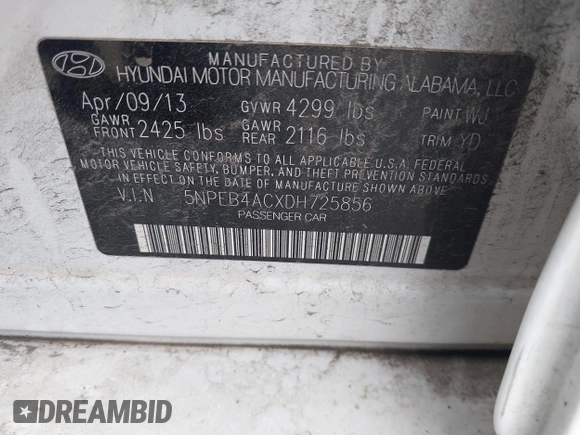 MANUFACTURED BY
HYUNDAI MOTOR MANUFACTURING ALABAMA, LLC
Apr/09/13 GVWR 4299 lbs PAINT WJ
GAWR FRONT 2425 lbs GAWR REAR 2116 lbs TRIM YD
THIS VEHICLE CONFORMS TO ALL APPLICABLE U.S.A. FEDERAL
MOTOR VEHICLE SAFETY, BUMPER, AND THEFT PREVENTION STANDARDS
IN EFFECT ON THE DATE OF MANUFACTURE SHOWN ABOVE.
V.I.N 5NPEB4ACXDH725856
PASSENGER CAR
DREAMBID